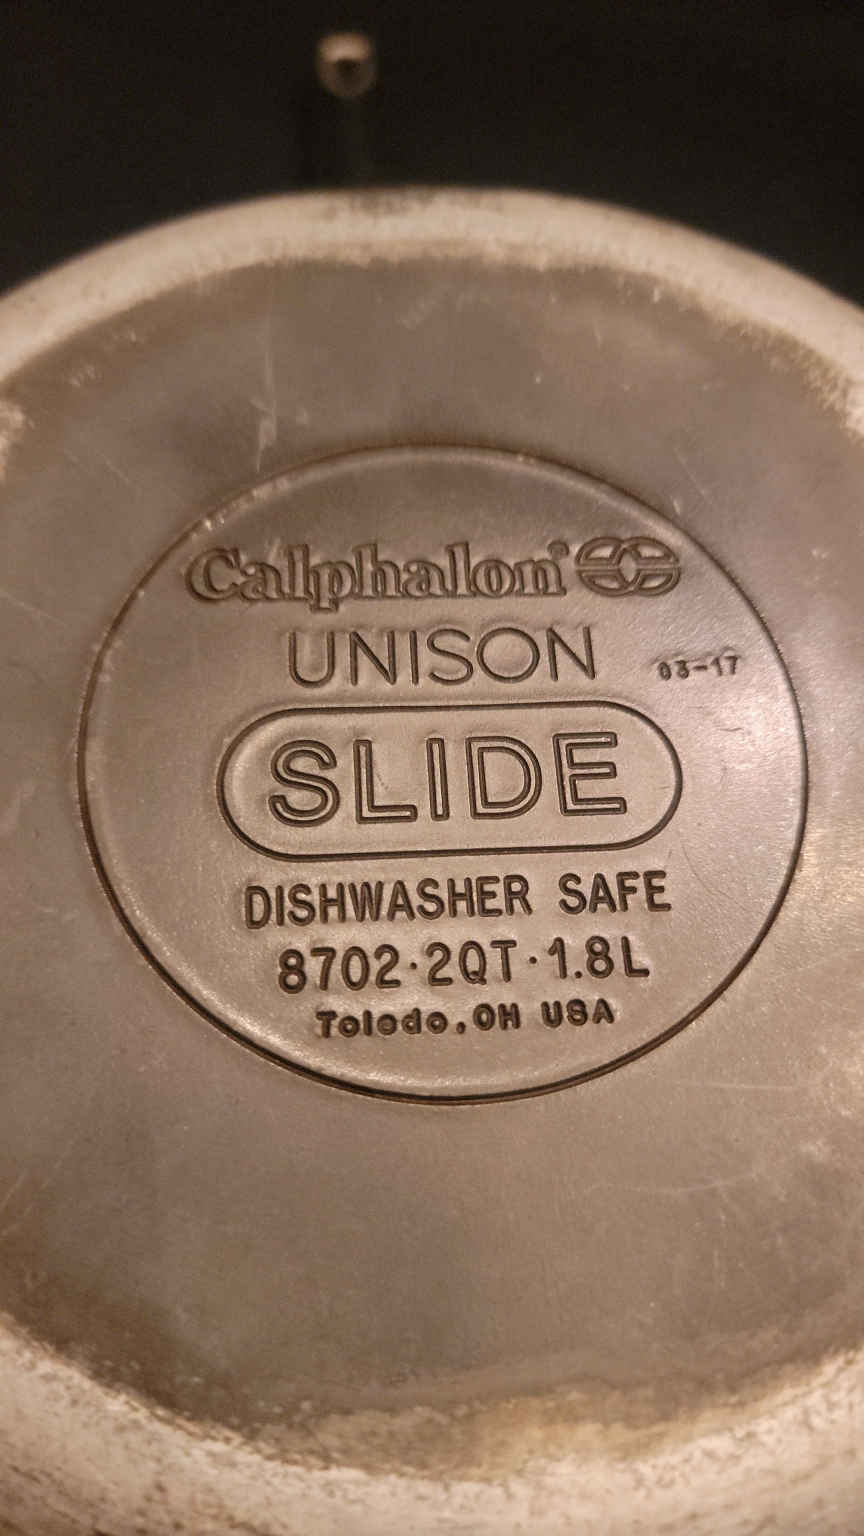 Calphalon®
UNISON
03-17
SLIDE
DISHWASHER SAFE
8702·2QT·1.8L
Toledo, OH USA